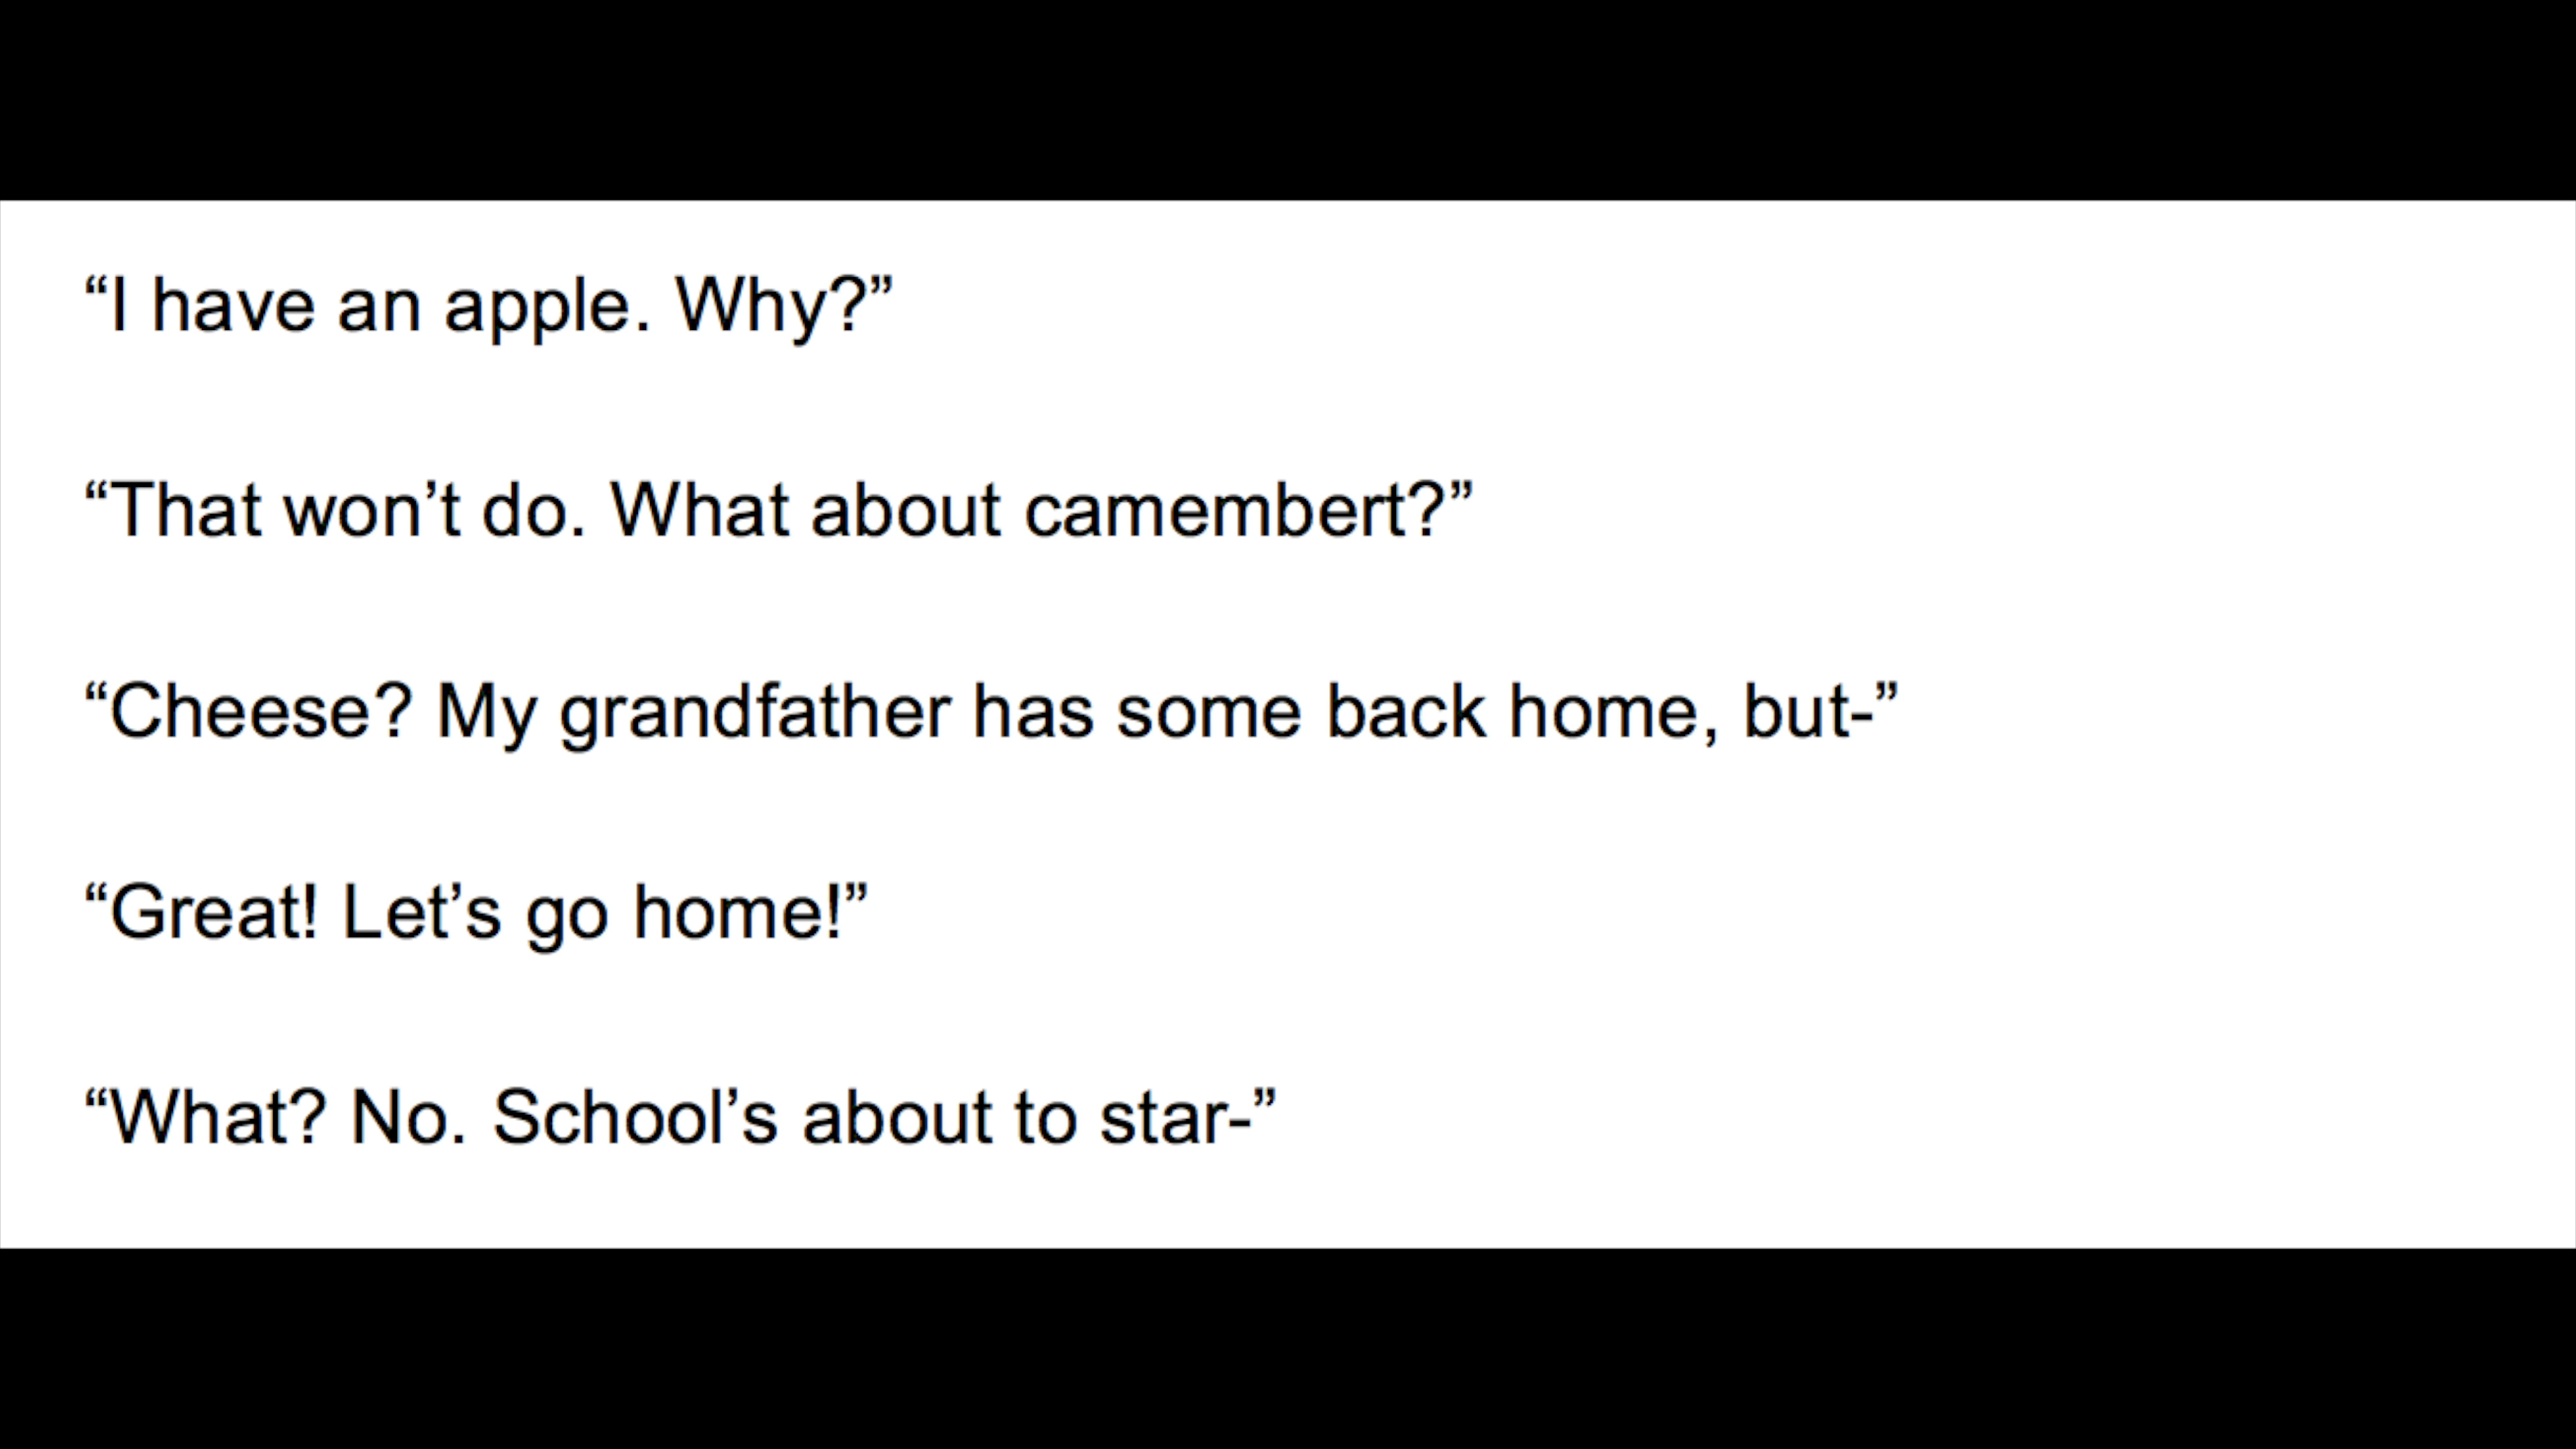 “I have an apple. Why?”
“That won’t do. What about camembert?”
“Cheese? My grandfather has some back home, but-”
“Great! Let’s go home!”
“What? No. School’s about to star-”